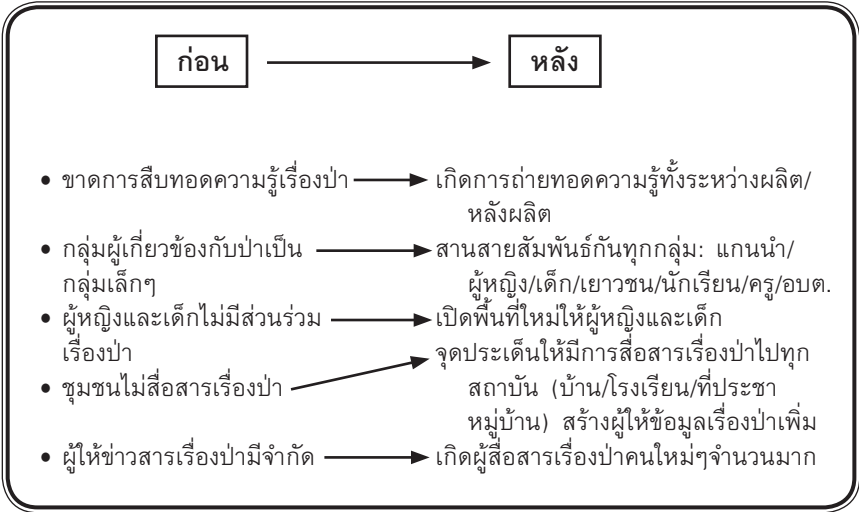 ก่อน หลัง
• ขาดการสืบทอดความรู้เรื่องป่า เกิดการถ่ายทอดความรู้ทั้งระหว่างผลิต/
หลังผลิต
• กลุ่มผู้เกี่ยวข้องกับป่าเป็น สานสายสัมพันธ์กันทุกกลุ่ม: แกนนำ/
กลุ่มเล็กๆ ผู้หญิง/เด็ก/เยาวชน/นักเรียน/ครู/อบต.
• ผู้หญิงและเด็กไม่มีส่วนร่วม เปิดพื้นที่ใหม่ให้ผู้หญิงและเด็ก
เรื่องป่า จุดประเด็นให้มีการสื่อสารเรื่องป่าไปทุก
• ชุมชนไม่สื่อสารเรื่องป่า สถาบัน (บ้าน/โรงเรียน/ที่ประชา
หมู่บ้าน) สร้างผู้ให้ข้อมูลเรื่องป่าเพิ่ม
• ผู้ให้ข่าวสารเรื่องป่ามีจำกัด เกิดผู้สื่อสารเรื่องป่าคนใหม่ๆจำนวนมาก